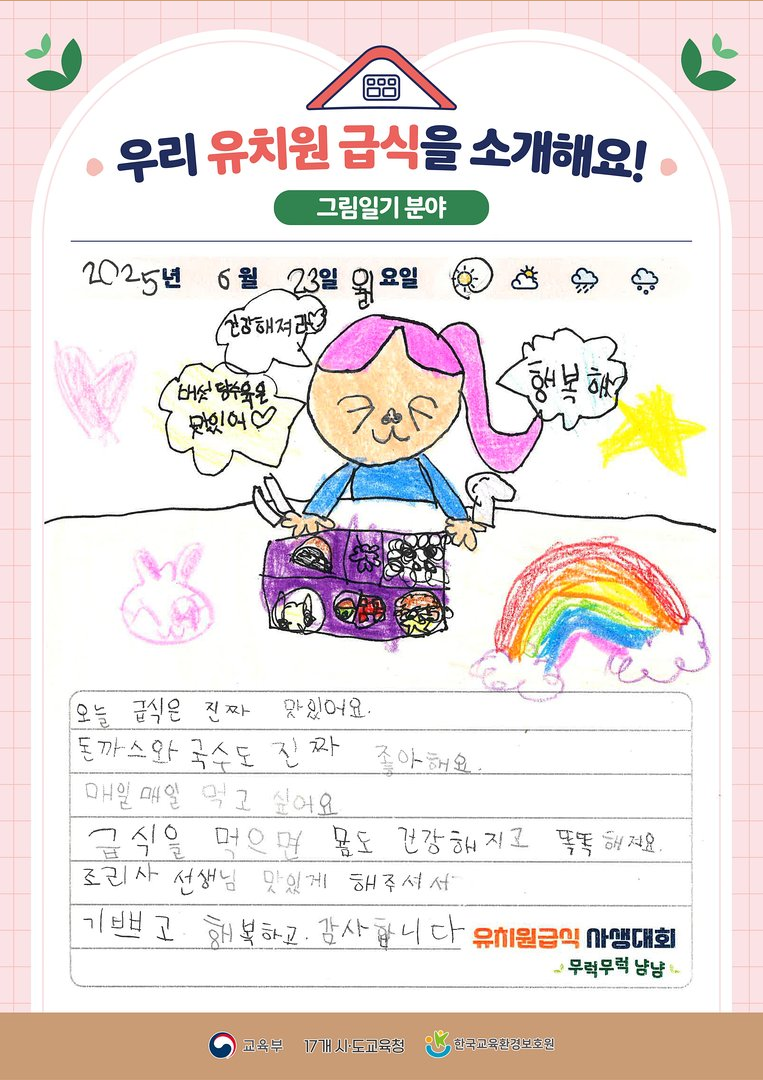 우리 유치원 급식을 소개해요!
그림일기 분야
2025년 6월 23일 월요일
건강해져라
버섯 탕수육은
맛있어♡
행복해
오늘 급식은 진짜 맛있어요.
돈까스와 국수도 진짜 좋아해요.
매일매일 먹고 싶어요
급식을 먹으면 몸도 건강해지고 똑똑해져요.
조리사 선생님 맛있게 해주셔서
기쁘고. 행복하고. 감사합니다
유치원급식 사생대회
무럭무럭 냠냠
교육부 17개 시·도교육청 한국교육환경보호원